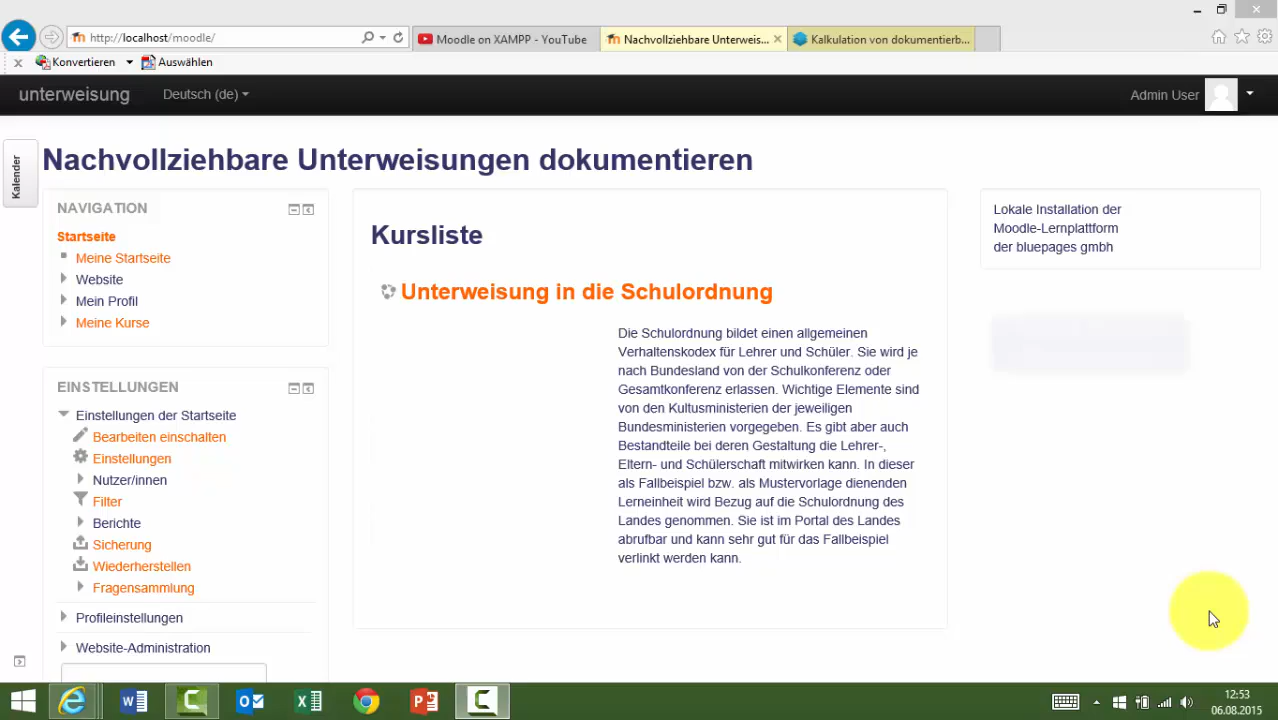 http://localhost/moodle/
Moodle on XAMPP - YouTube
Nachvollziehbare Unterweis...
Kalkulation von dokumentierb...
Konvertieren
Auswählen
unterweisung
Deutsch (de)
Admin User
Kalender
Nachvollziehbare Unterweisungen dokumentieren
NAVIGATION
Startseite
Meine Startseite
Website
Mein Profil
Meine Kurse
EINSTELLUNGEN
Einstellungen der Startseite
Bearbeiten einschalten
Einstellungen
Nutzer/innen
Filter
Berichte
Sicherung
Wiederherstellen
Fragensammlung
Profileinstellungen
Website-Administration
Kursliste
Unterweisung in die Schulordnung
Die Schulordnung bildet einen allgemeinen
Verhaltenskodex für Lehrer und Schüler. Sie wird je
nach Bundesland von der Schulkonferenz oder
Gesamtkonferenz erlassen. Wichtige Elemente sind
von den Kultusministerien der jeweiligen
Bundesministerien vorgegeben. Es gibt aber auch
Bestandteile bei deren Gestaltung die Lehrer-,
Eltern- und Schülerschaft mitwirken kann. In dieser
als Fallbeispiel bzw. als Mustervorlage dienenden
Lerneinheit wird Bezug auf die Schulordnung des
Landes genommen. Sie ist im Portal des Landes
abrufbar und kann sehr gut für das Fallbeispiel
verlinkt werden kann.
Lokale Installation der
Moodle-Lernplattform
der bluepages gmbh
12:53
06.08.2015